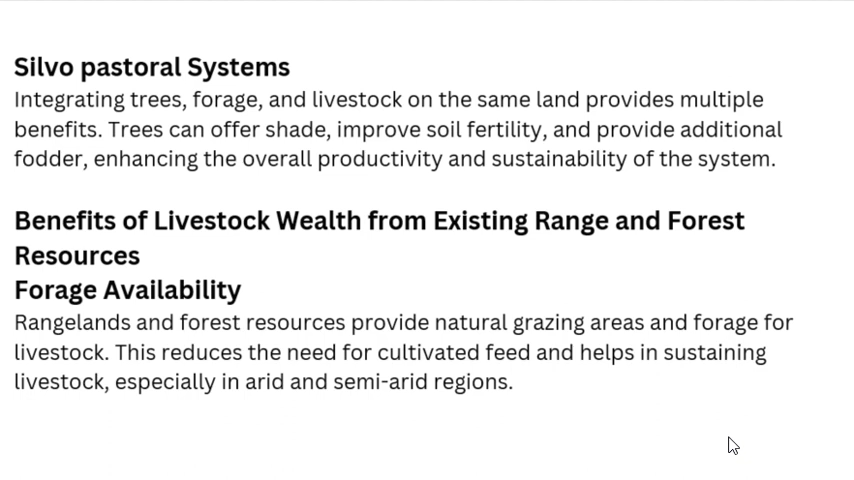 Silvo pastoral Systems
Integrating trees, forage, and livestock on the same land provides multiple
benefits. Trees can offer shade, improve soil fertility, and provide additional
fodder, enhancing the overall productivity and sustainability of the system.
Benefits of Livestock Wealth from Existing Range and Forest
Resources
Forage Availability
Rangelands and forest resources provide natural grazing areas and forage for
livestock. This reduces the need for cultivated feed and helps in sustaining
livestock, especially in arid and semi-arid regions.